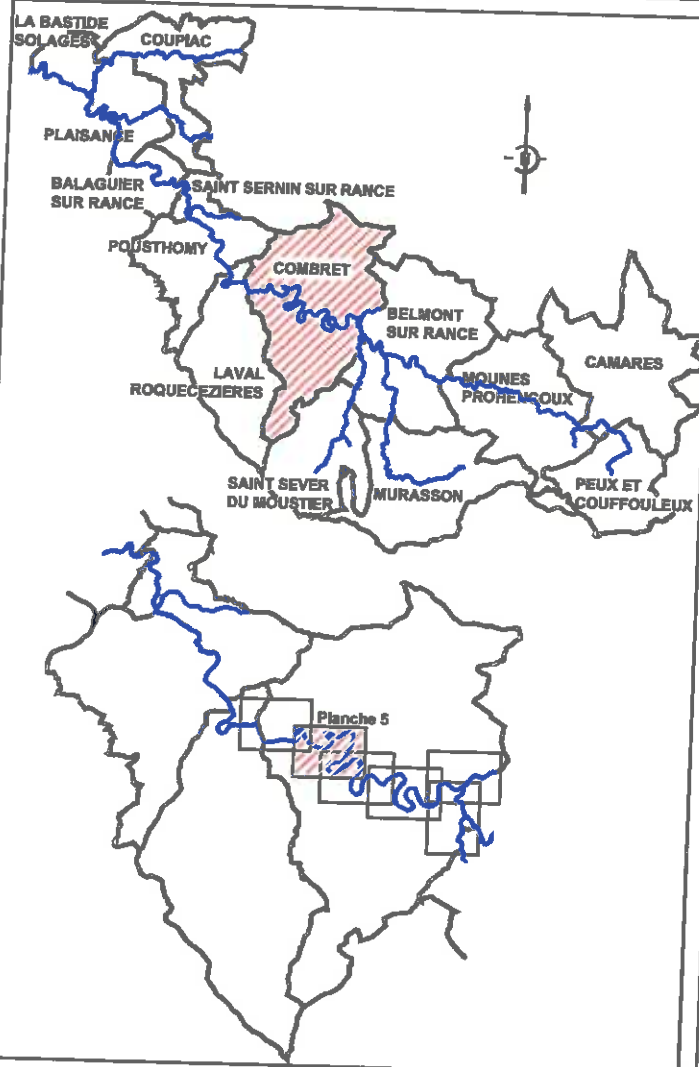 LA BASTIDE
SOLAGES
COUPIAC
PLAISANCE
BALAGUIER
SUR RANCE
SAINT SERNIN SUR RANCE
POUSTHOMY
COMBRET
BELMONT
SUR RANCE
CAMARES
LAVAL
ROQUECEZIERES
MOUNES
PROHENCOUX
SAINT SEVER
DU MOUSTIER
MURASSON
PEUX ET
COUFFOULEUX
Planche 5